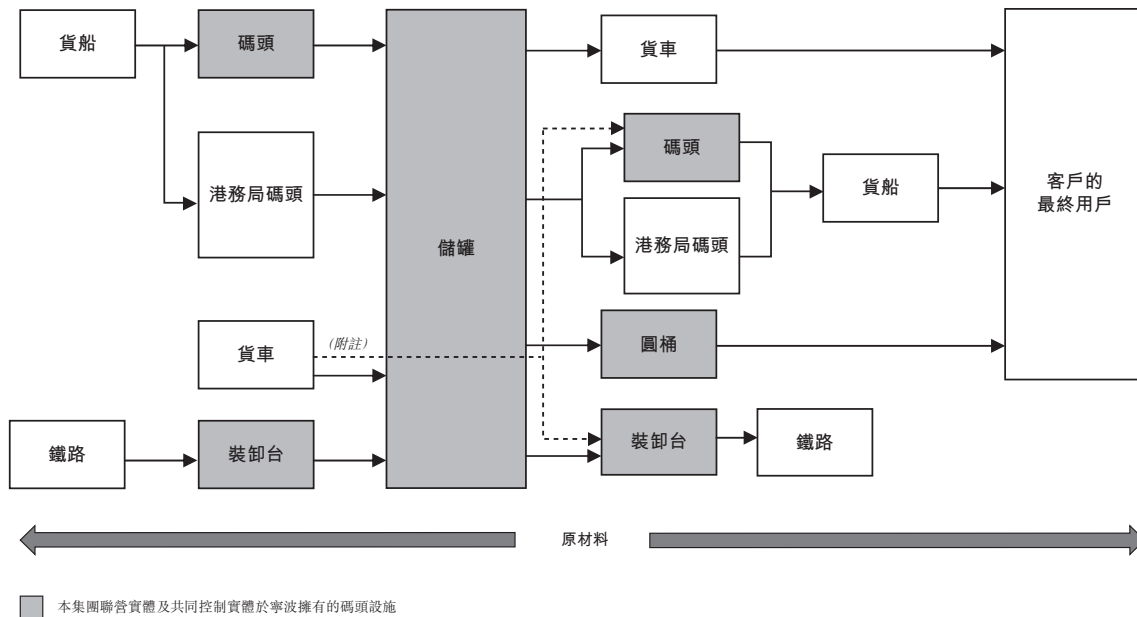 貨船
碼頭
港務局碼頭
貨車
(附註)
鐵路
裝卸台
儲罐
貨車
碼頭
港務局碼頭
貨船
圓桶
裝卸台
鐵路
客戶的
最終用戶
原材料
本集團聯營實體及共同控制實體於寧波擁有的碼頭設施